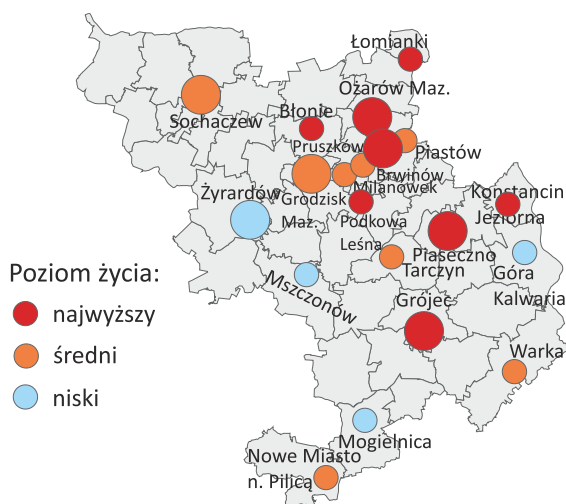 Łomianki
Ożarów Maz.
Błonie
Sochaczew
Pruszków
Piastów
Brwinów
Milanówek
Żyrardów
Grodzisk
Maz.
Konstancin
Jeziorna
Podkowa
Leśna
Piaseczno
Tarczyn
Góra
Kalwaria
Mszczonów
Grójec
Poziom życia:
najwyższy
średni
niski
Warka
Mogielnica
Nowe Miasto
n. Pilicą